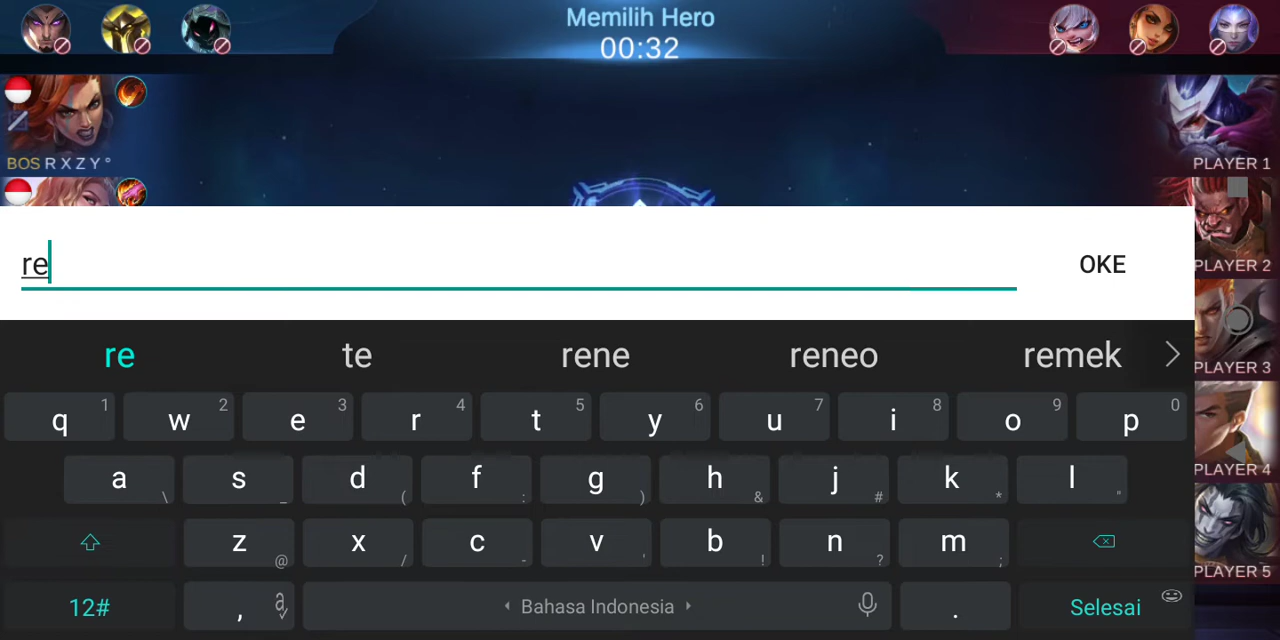 Memilih Hero
00:32
BOS R X Z Y °
PLAYER 1
PLAYER 2
PLAYER 3
PLAYER 4
PLAYER 5
re
OKE
re te rene reneo remek
q 1 w 2 e 3 r 4 t 5 y 6 u 7 i 8 o 9 p 0
a \ s _ d ( f : g ) h & j # k * l "
z @ x / c - v ' b ! n ? m ;
12# , á Bahasa Indonesia . Selesai